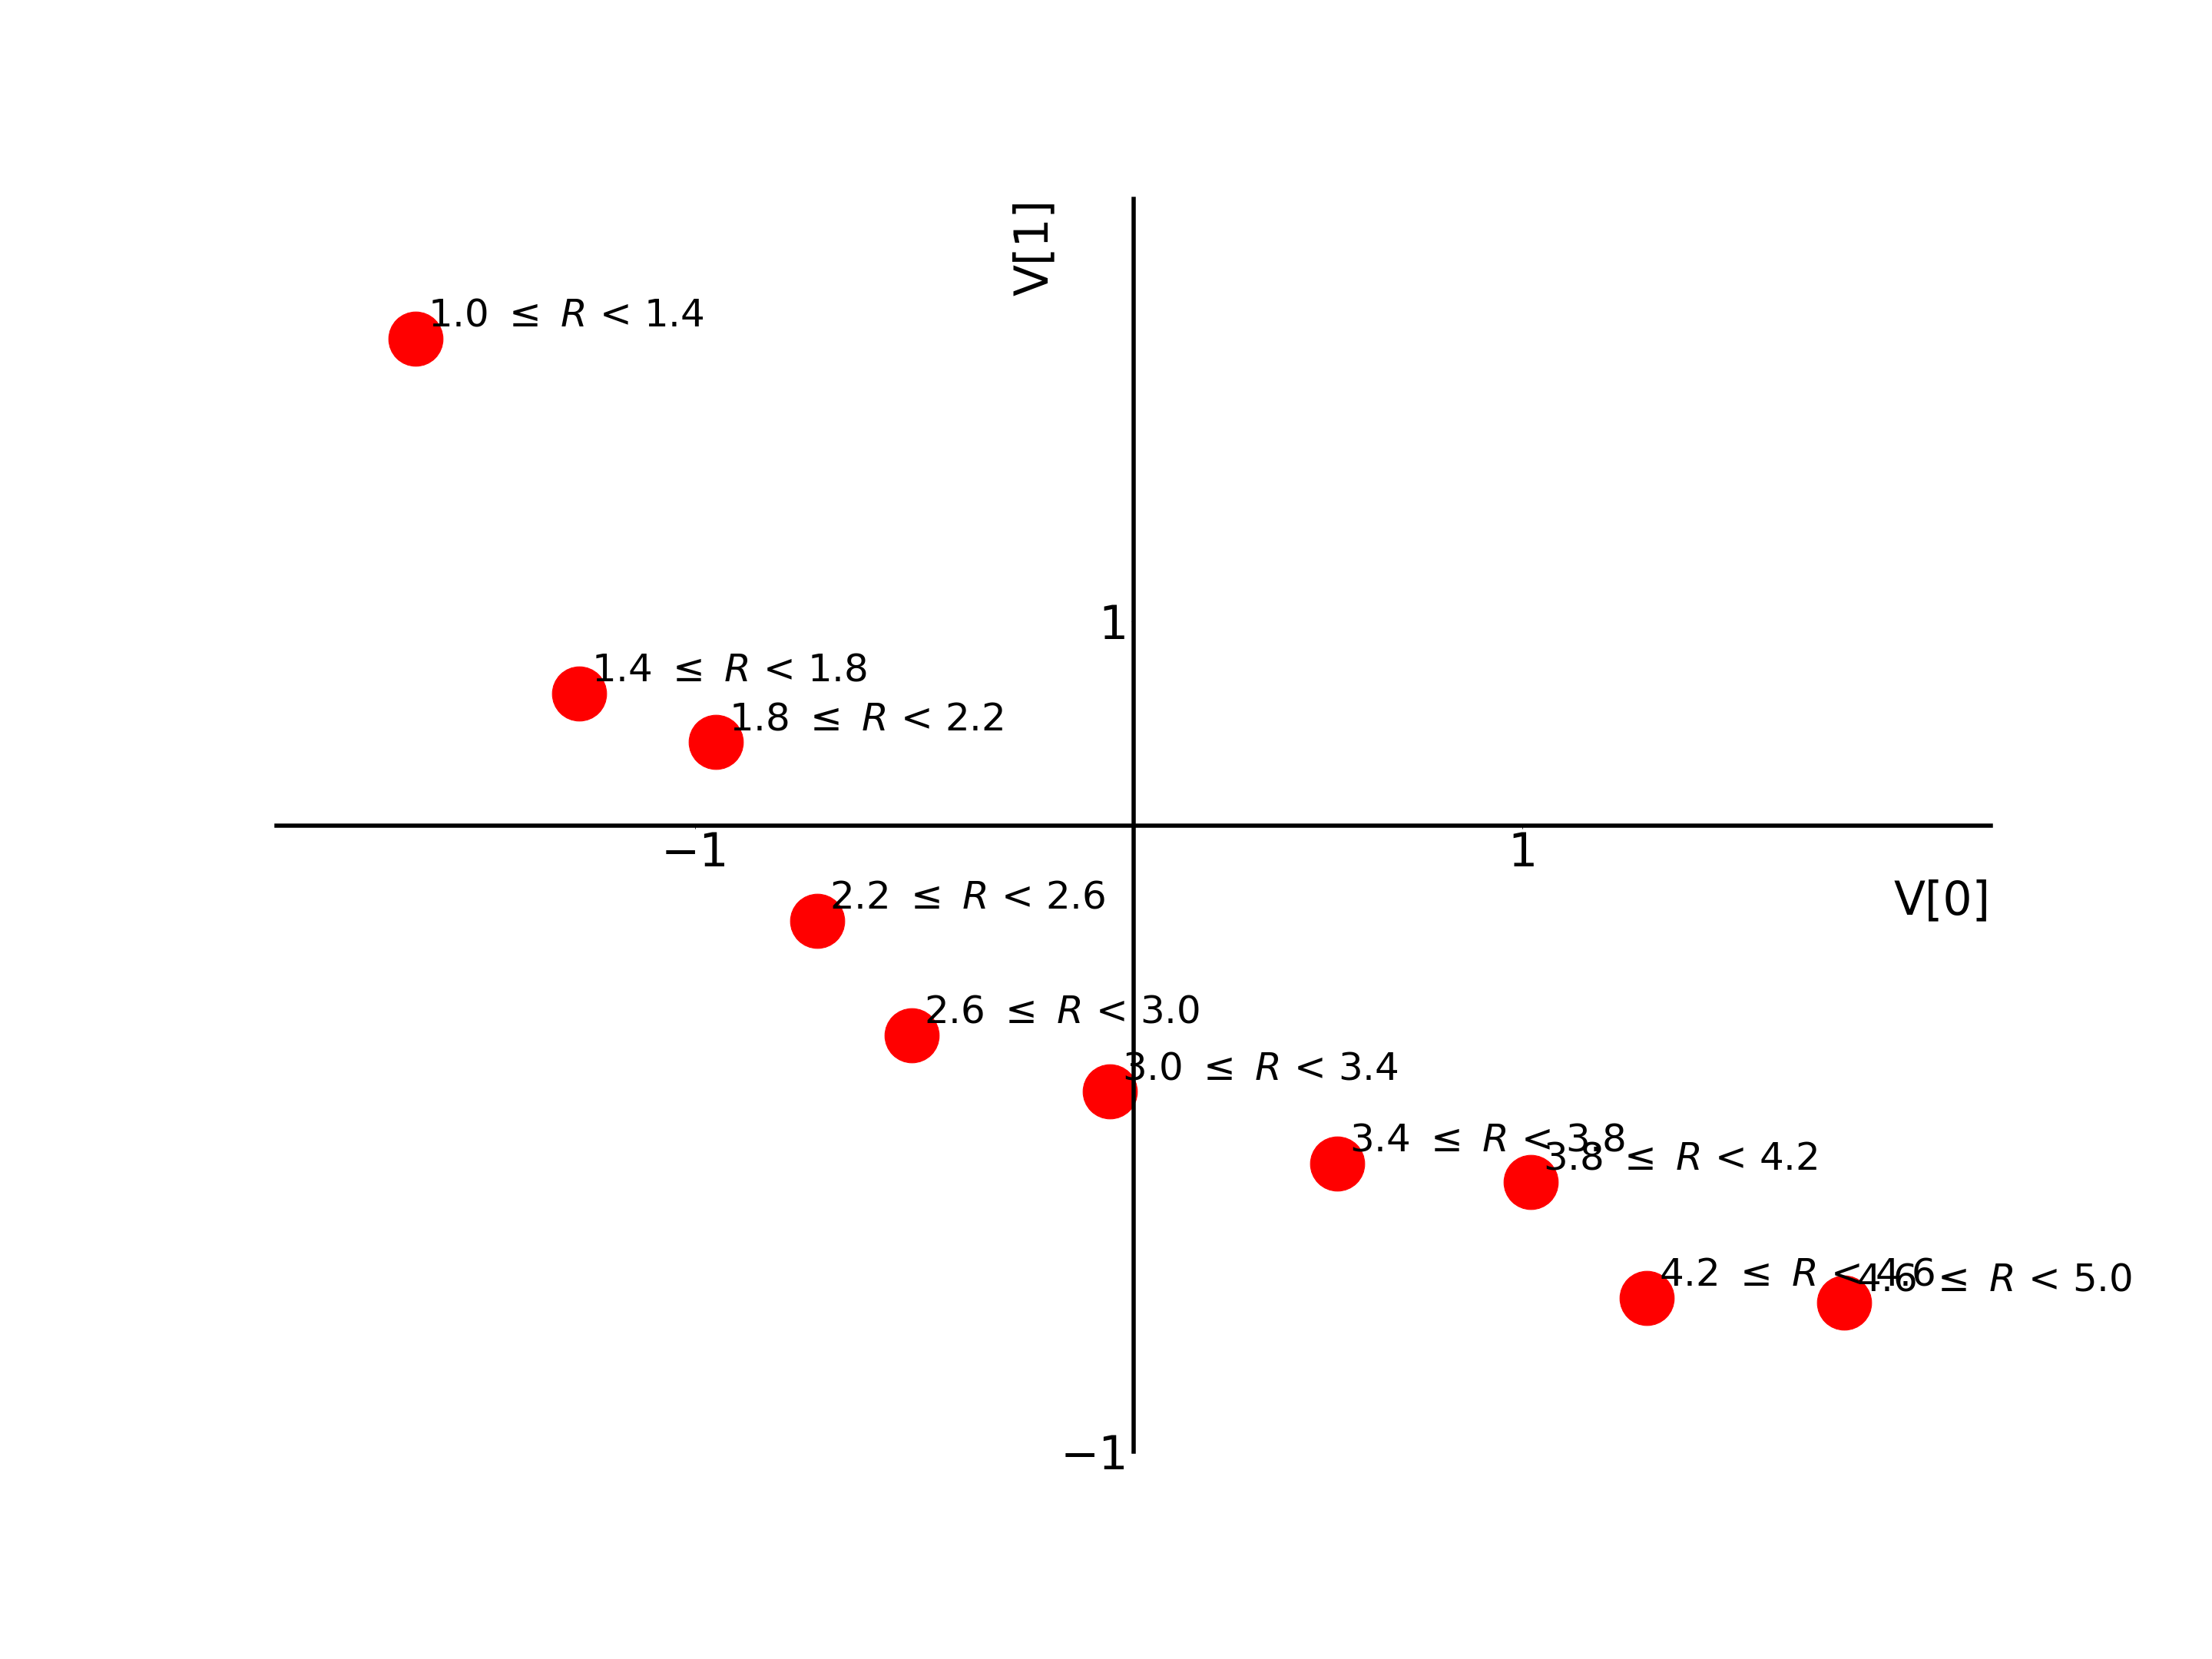 V[1]
1.0 ≤ R < 1.4
1
1.4 ≤ R < 1.8
1.8 ≤ R < 2.2
−1
1
2.2 ≤ R < 2.6
V[0]
2.6 ≤ R < 3.0
3.0 ≤ R < 3.4
3.4 ≤ R < 3.8
3.8 ≤ R < 4.2
4.2 ≤ R < 4.6
4.6 ≤ R < 5.0
−1